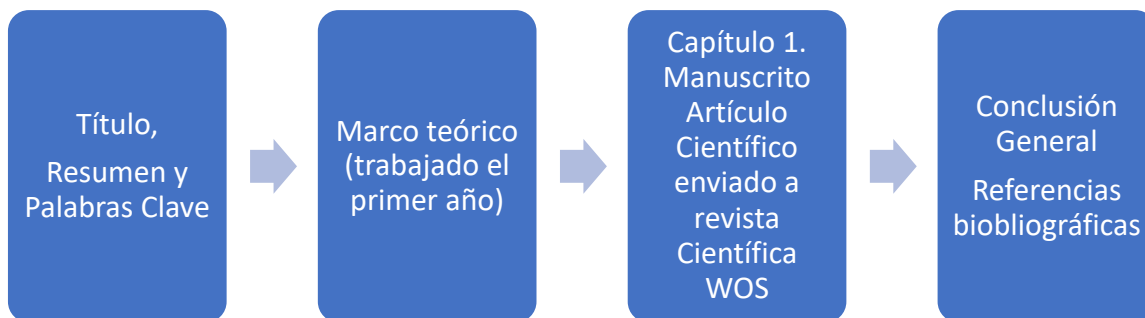 Título,
Resumen y
Palabras Clave
Marco teórico
(trabajado el
primer año)
Capítulo 1.
Manuscrito
Artículo
Científico
enviado a
revista
Científica
WOS
Conclusión
General
Referencias
biobliográficas